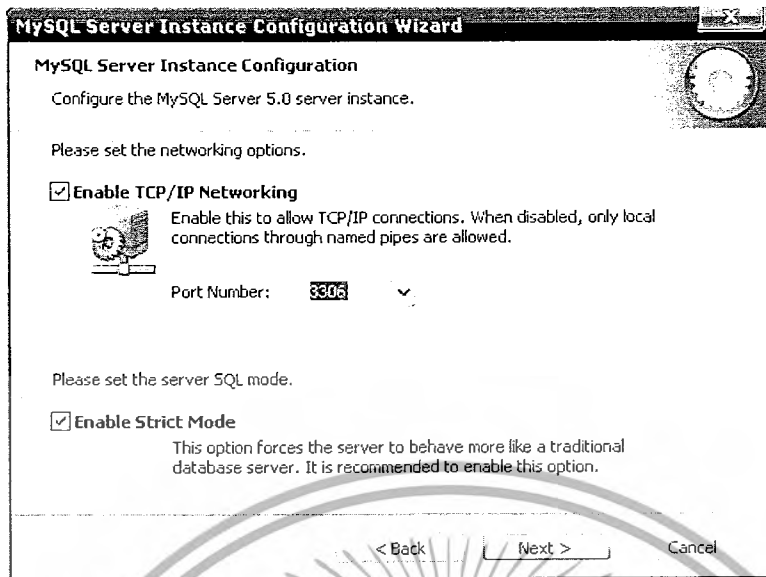 MySQL Server Instance Configuration Wizard
MySQL Server Instance Configuration
Configure the MySQL Server 5.0 server instance.
Please set the networking options.
Enable TCP/IP Networking
Enable this to allow TCP/IP connections. When disabled, only local
connections through named pipes are allowed.
Port Number: 3306
Please set the server SQL mode.
Enable Strict Mode
This option forces the server to behave more like a traditional
database server. It is recommended to enable this option.
< Back Next > Cancel